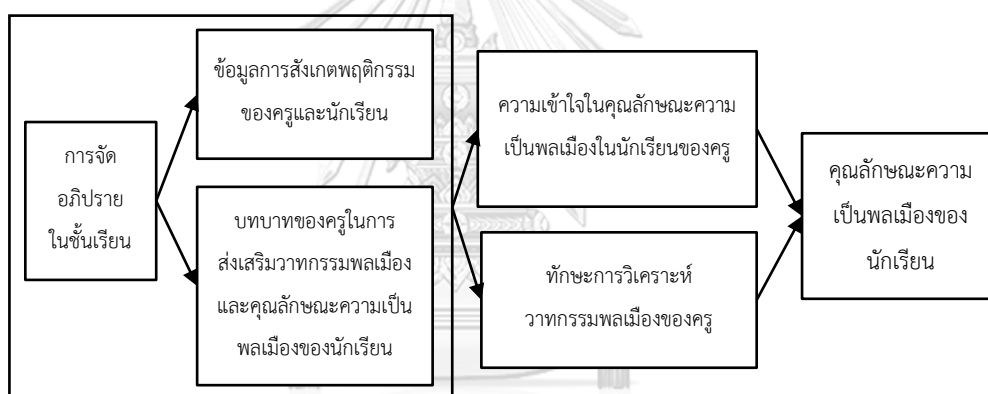 การจัด
อภิปราย
ในชั้นเรียน
ข้อมูลการสังเกตพฤติกรรม
ของครูและนักเรียน
บทบาทของครูในการ
ส่งเสริมวาทกรรมพลเมือง
และคุณลักษณะความเป็น
พลเมืองของนักเรียน
ความเข้าใจในคุณลักษณะความ
เป็นพลเมืองในนักเรียนของครู
ทักษะการวิเคราะห์
วาทกรรมพลเมืองของครู
คุณลักษณะความ
เป็นพลเมืองของ
นักเรียน